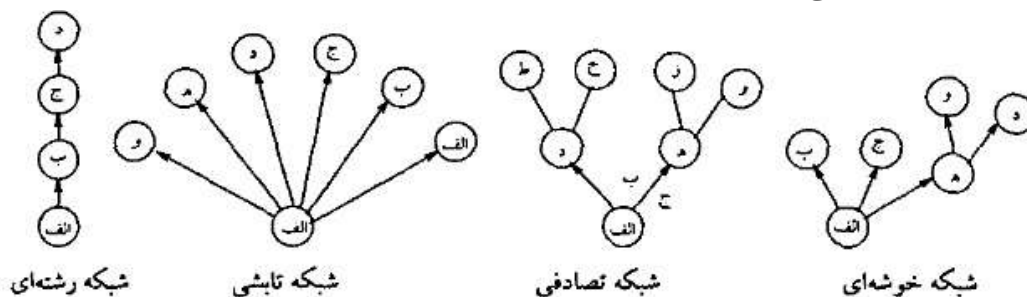 د
ج
ب
الف
شبکه رشته‌ای
و
ه
د
ج
ب
الف
الف
شبکه تابشی
ط
خ
ز
و
د
ه
ب
ح
الف
شبکه تصادفی
ب
ج
و
د
ه
الف
شبکه خوشه‌ای